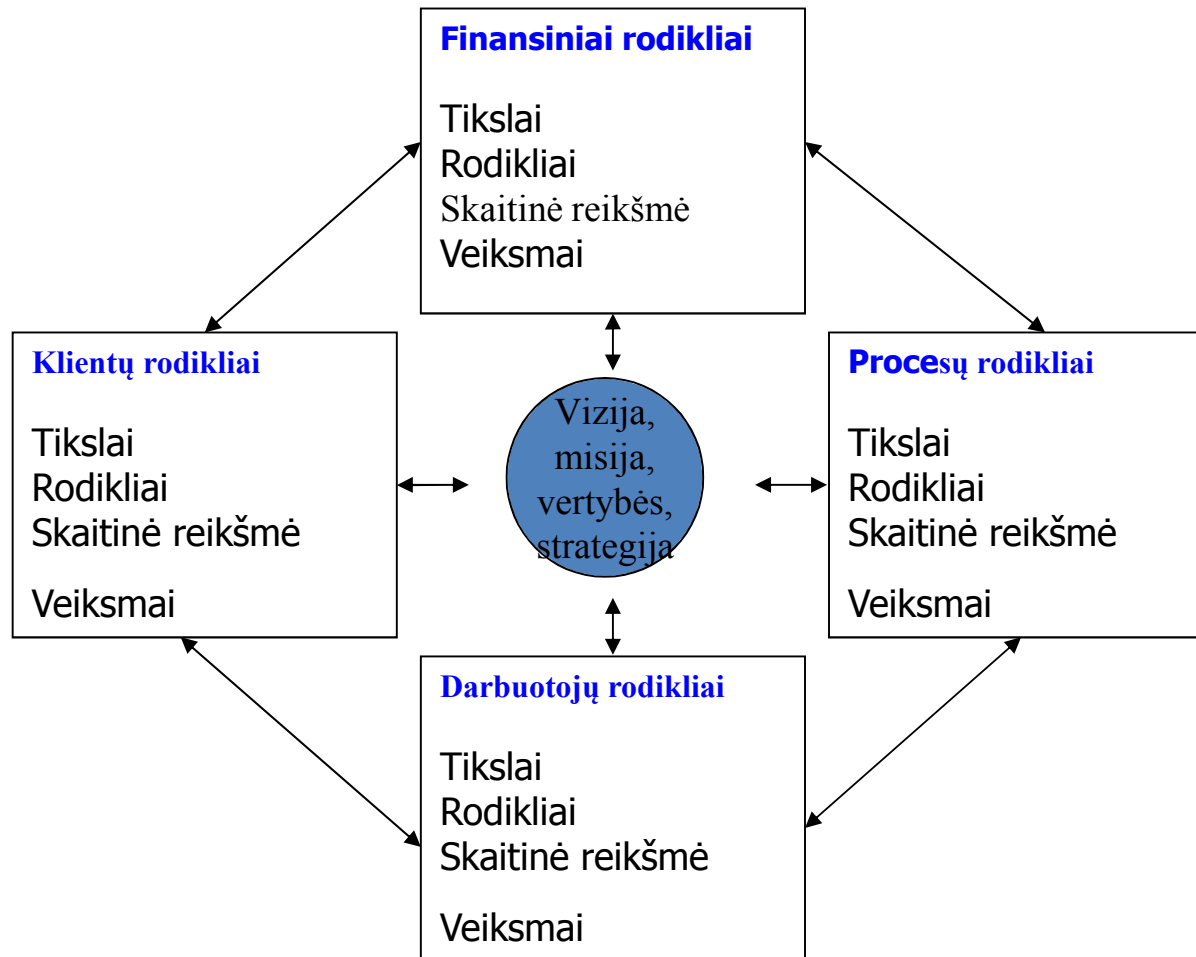 Finansiniai rodikliai
Tikslai
Rodikliai
Skaitinė reikšmė
Veiksmai
Klientų rodikliai
Tikslai
Rodikliai
Skaitinė reikšmė
Veiksmai
Vizija,
misija,
vertybės,
strategija
Procesų rodikliai
Tikslai
Rodikliai
Skaitinė reikšmė
Veiksmai
Darbuotojų rodikliai
Tikslai
Rodikliai
Skaitinė reikšmė
Veiksmai